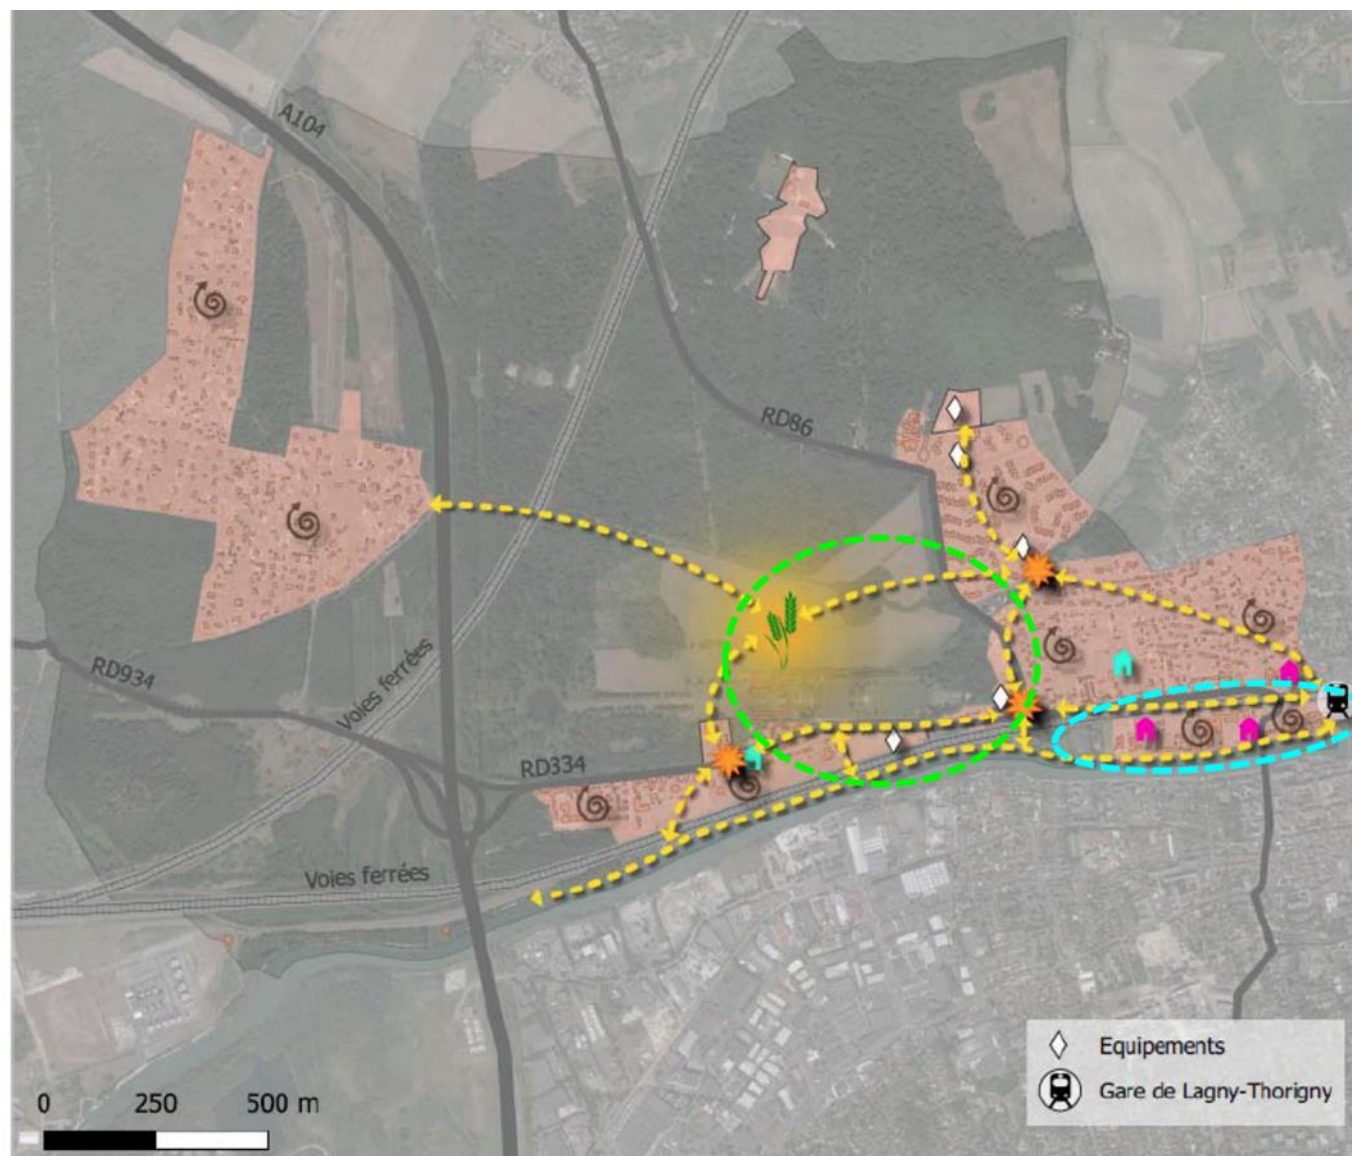 A104
RD86
RD934
Voies ferrées
RD334
Voies ferrées
Equipements
Gare de Lagny-Thorigny
0 250 500 m